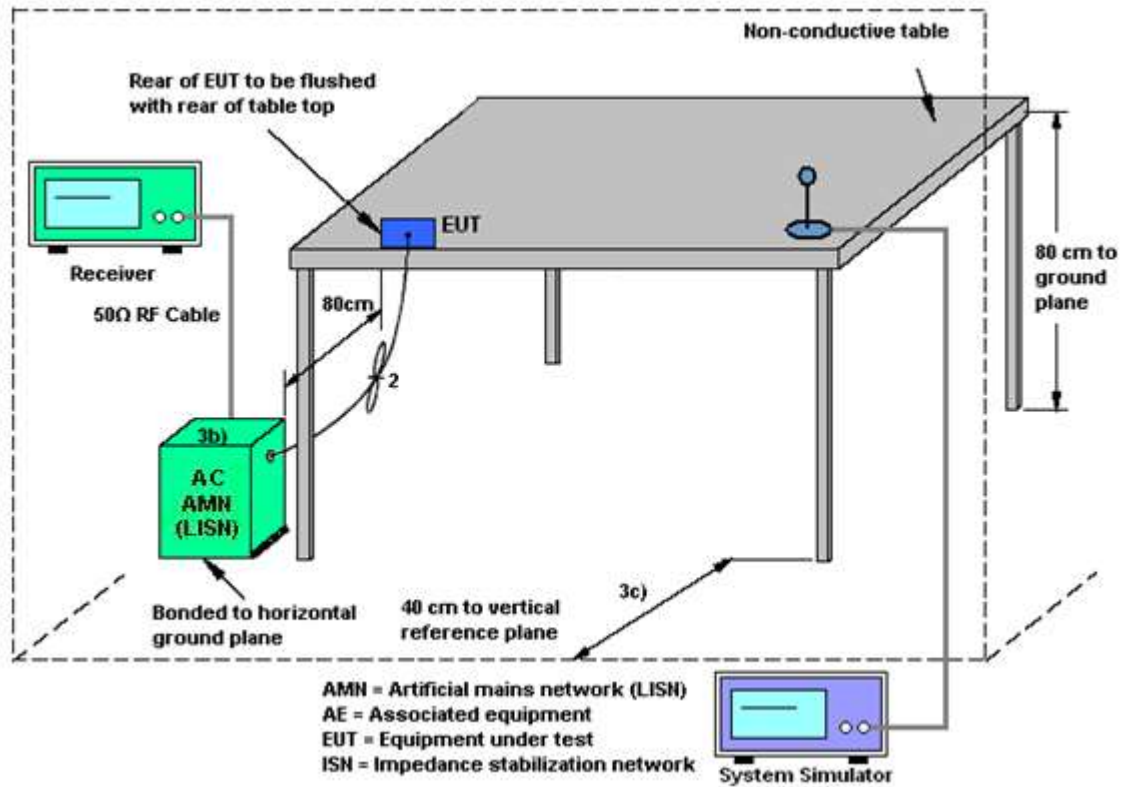 Non-conductive table
Rear of EUT to be flushed
with rear of table top
EUT
Receiver
80cm
80 cm to
ground
plane
50Ω RF Cable
2
3b)
AC
AMN
(LISN)
3c)
Bonded to horizontal
ground plane
40 cm to vertical
reference plane
AMN = Artificial mains network (LISN)
AE = Associated equipment
EUT = Equipment under test
ISN = Impedance stabilization network
System Simulator